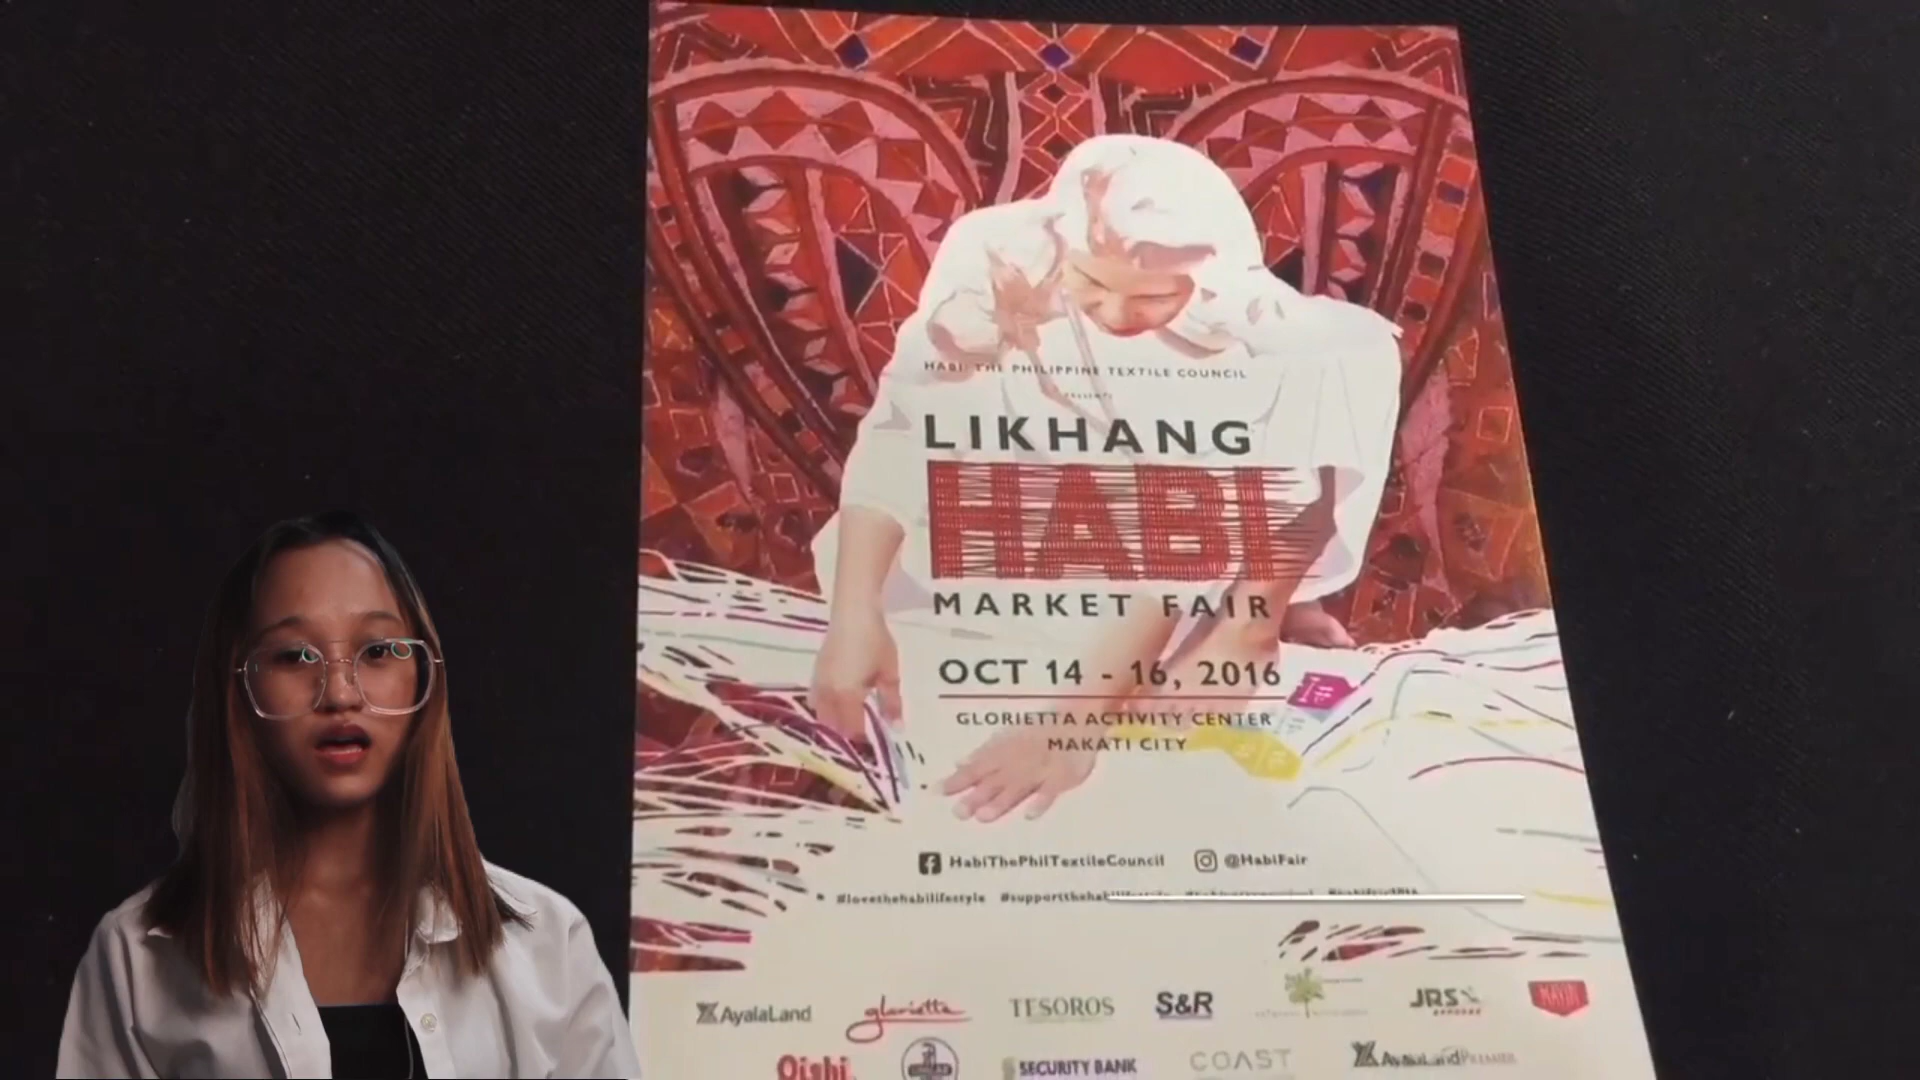 HABI: THE PHILIPPINE TEXTILE COUNCIL
PRESENTS
LIKHANG
HABI
MARKET FAIR
OCT 14 - 16, 2016
GLORIETTA ACTIVITY CENTER
MAKATI CITY
HabiThePhilTextileCouncil @HabiFair
#lovethehabilifestyle
AyalaLand glorietta TESOROS S&R JRS
Oishi SECURITY BANK COAST AyalaLand PREMIER